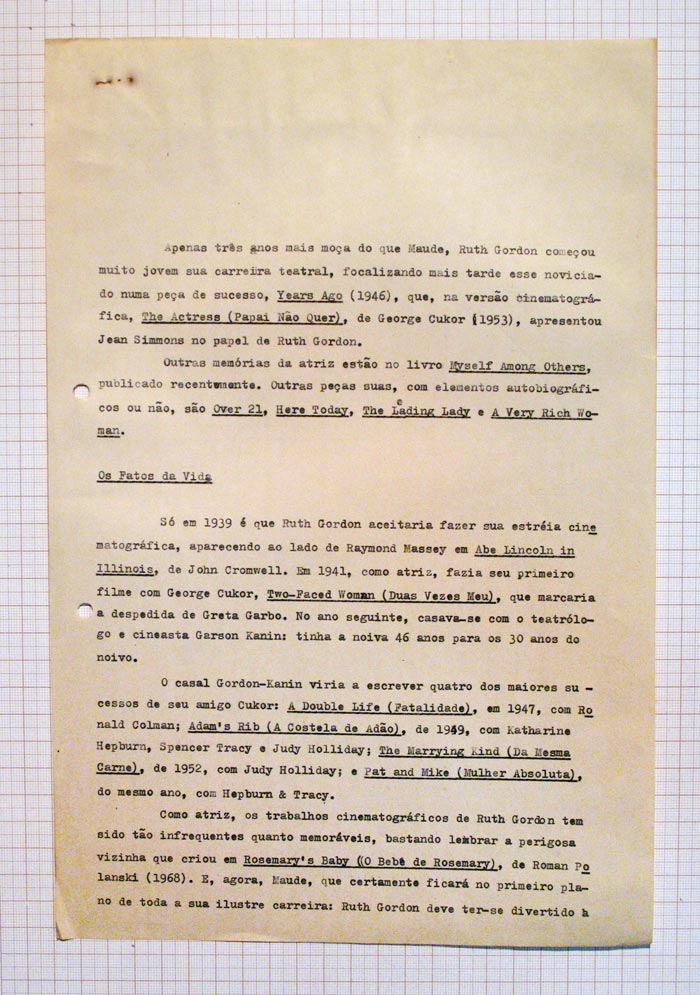 Apenas três anos mais moça do que Maude, Ruth Gordon começou
muito jovem sua carreira teatral, focalizando mais tarde esse novicia-
do numa peça de sucesso, Years Ago (1946), que, na versão cinematográ-
fica, The Actress (Papai Não Quer), de George Cukor (1953), apresentou
Jean Simmons no papel de Ruth Gordon.
Outras memórias da atriz estão no livro Myself Among Others,
publicado recentemente. Outras peças suas, com elementos autobiográfi-
cos ou não, são Over 21, Here Today, The Leading Lady e A Very Rich Wo-
man.
Os Fatos da Vida
Só em 1939 é que Ruth Gordon aceitaria fazer sua estréia cine
matográfica, aparecendo ao lado de Raymond Massey em Abe Lincoln in
Illinois, de John Cromwell. Em 1941, como atriz, fazia seu primeiro
filme com George Cukor, Two-Faced Woman (Duas Vezes Meu), que marcaria
a despedida de Greta Garbo. No ano seguinte, casava-se com o teatrólo-
go e cineasta Garson Kanin: tinha a noiva 46 anos para os 30 anos do
noivo.
O casal Gordon-Kanin viria a escrever quatro dos maiores su -
cessos de seu amigo Cukor: A Double Life (Fatalidade), em 1947, com Ro
nald Colman; Adam's Rib (A Costela de Adão), de 1949, com Katharine
Hepburn, Spencer Tracy e Judy Holliday; The Marrying Kind (Da Mesma
Carne), de 1952, com Judy Holliday; e Pat and Mike (Mulher Absoluta),
do mesmo ano, com Hepburn & Tracy.
Como atriz, os trabalhos cinematográficos de Ruth Gordon tem
sido tão infrequentes quanto memoráveis, bastando lembrar a perigosa
vizinha que criou em Rosemary's Baby ((O Bebê de Rosemary), de Roman Po
lanski (1968). E, agora, Maude, que certamente ficará no primeiro pla-
no de toda a sua ilustre carreira: Ruth Gordon deve ter-se divertido à